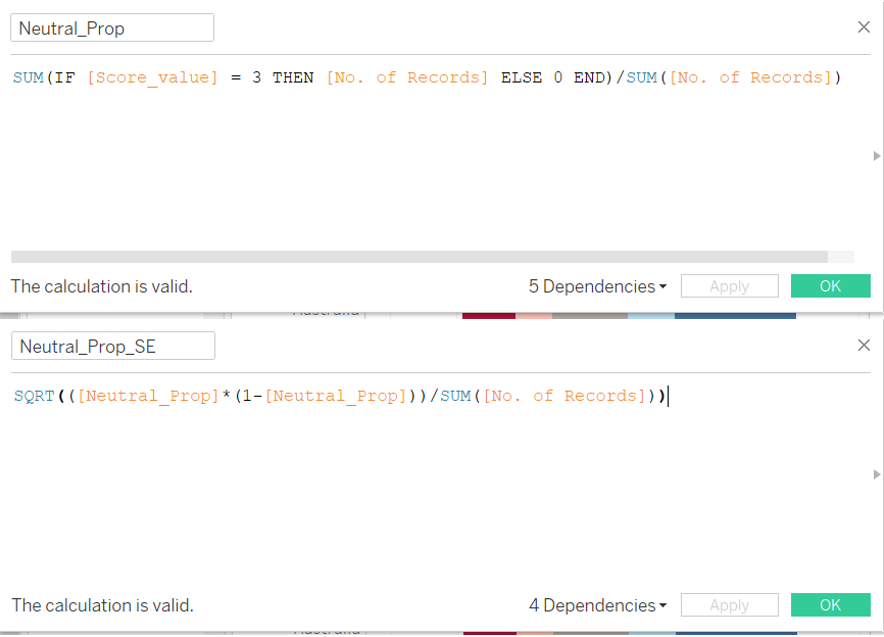 Neutral_Prop
SUM(IF [Score_value] = 3 THEN [No. of Records] ELSE 0 END)/SUM([No. of Records])
The calculation is valid.
5 Dependencies
Apply
OK
Neutral_Prop_SE
SQRT(([Neutral_Prop]*(1-[Neutral_Prop]))/SUM([No. of Records]))
The calculation is valid.
4 Dependencies
Apply
OK